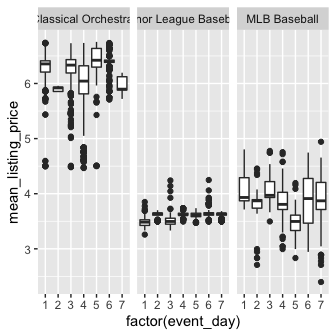 Classical Orchestra
nor League Baseb
MLB Baseball
mean_listing_price
6
5
4
3
1 2 3 4 5 6 7
1 2 3 4 5 6 7
1 2 3 4 5 6 7
factor(event_day)